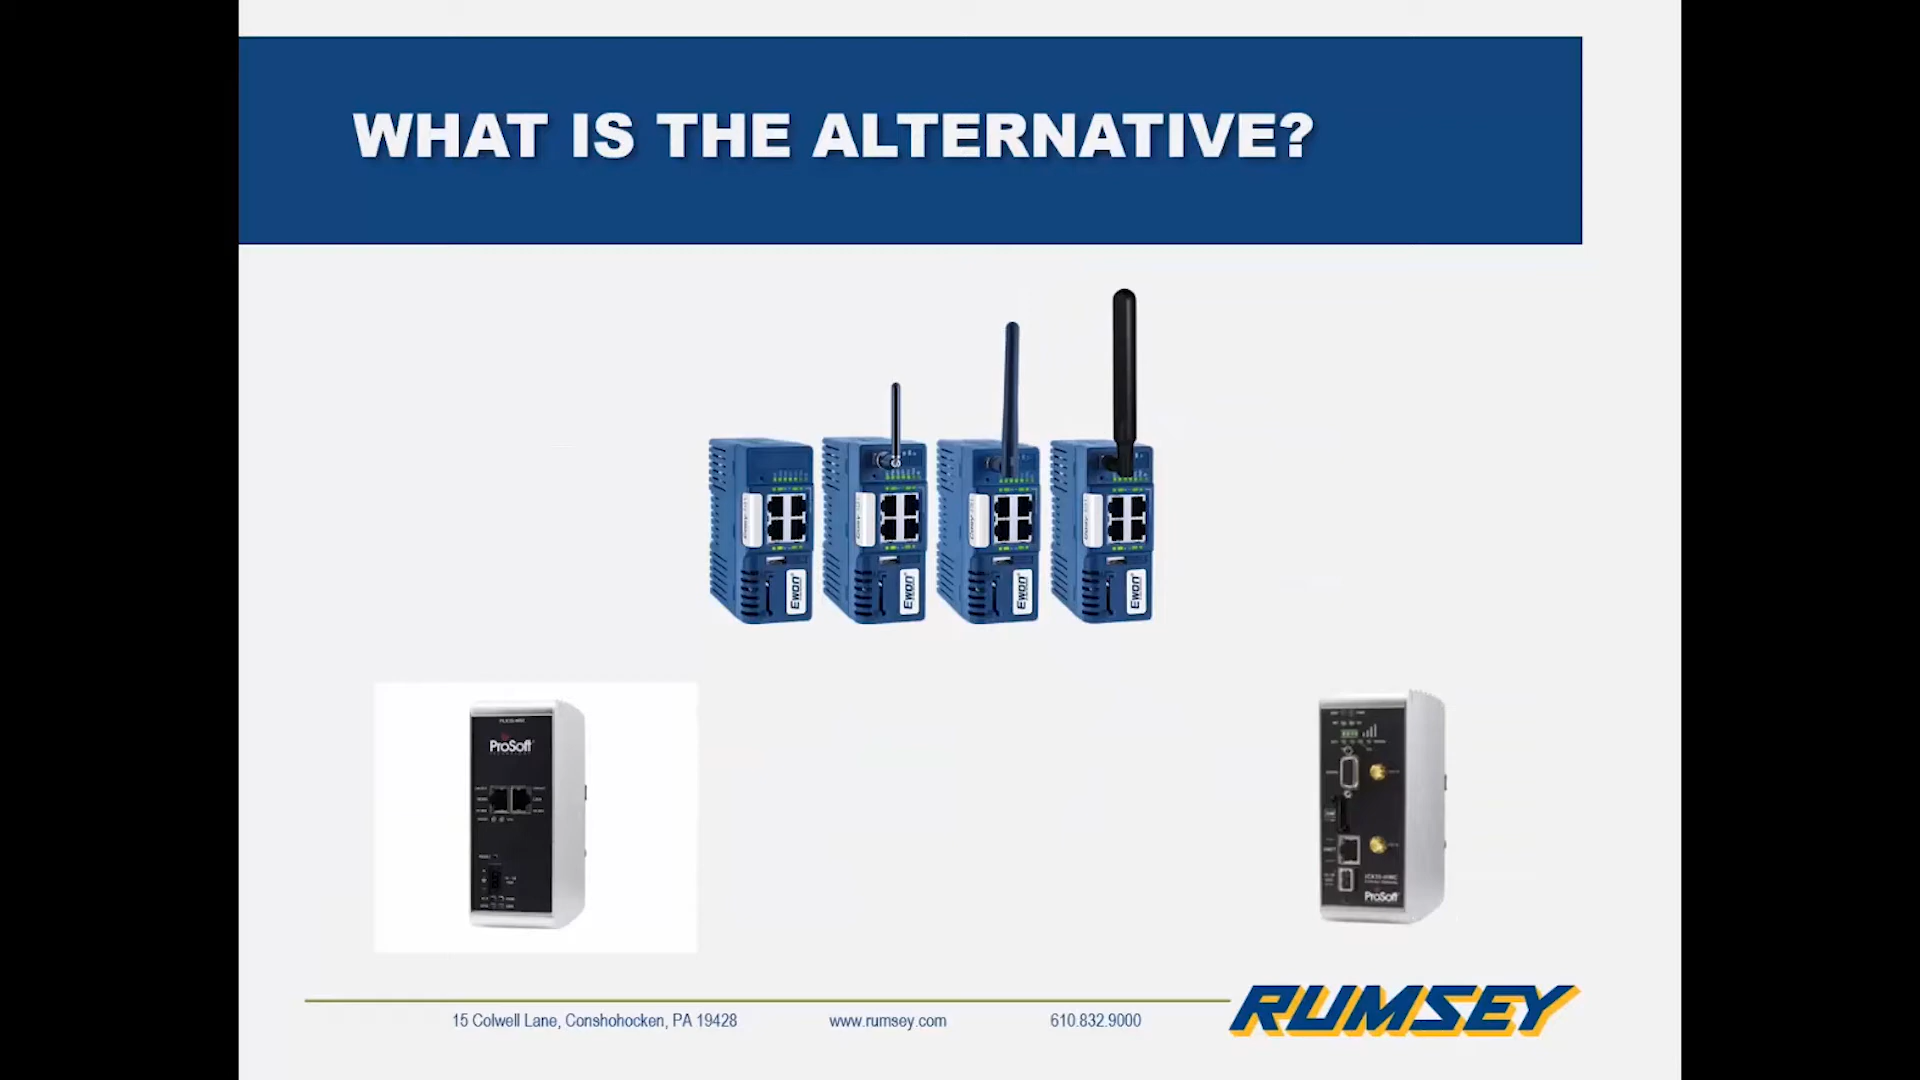 WHAT IS THE ALTERNATIVE?
Ewon
Ewon
Ewon
Ewon
ProSoft
ProSoft
15 Colwell Lane, Conshohocken, PA 19428
www.rumsey.com
610.832.9000
RUMSEY